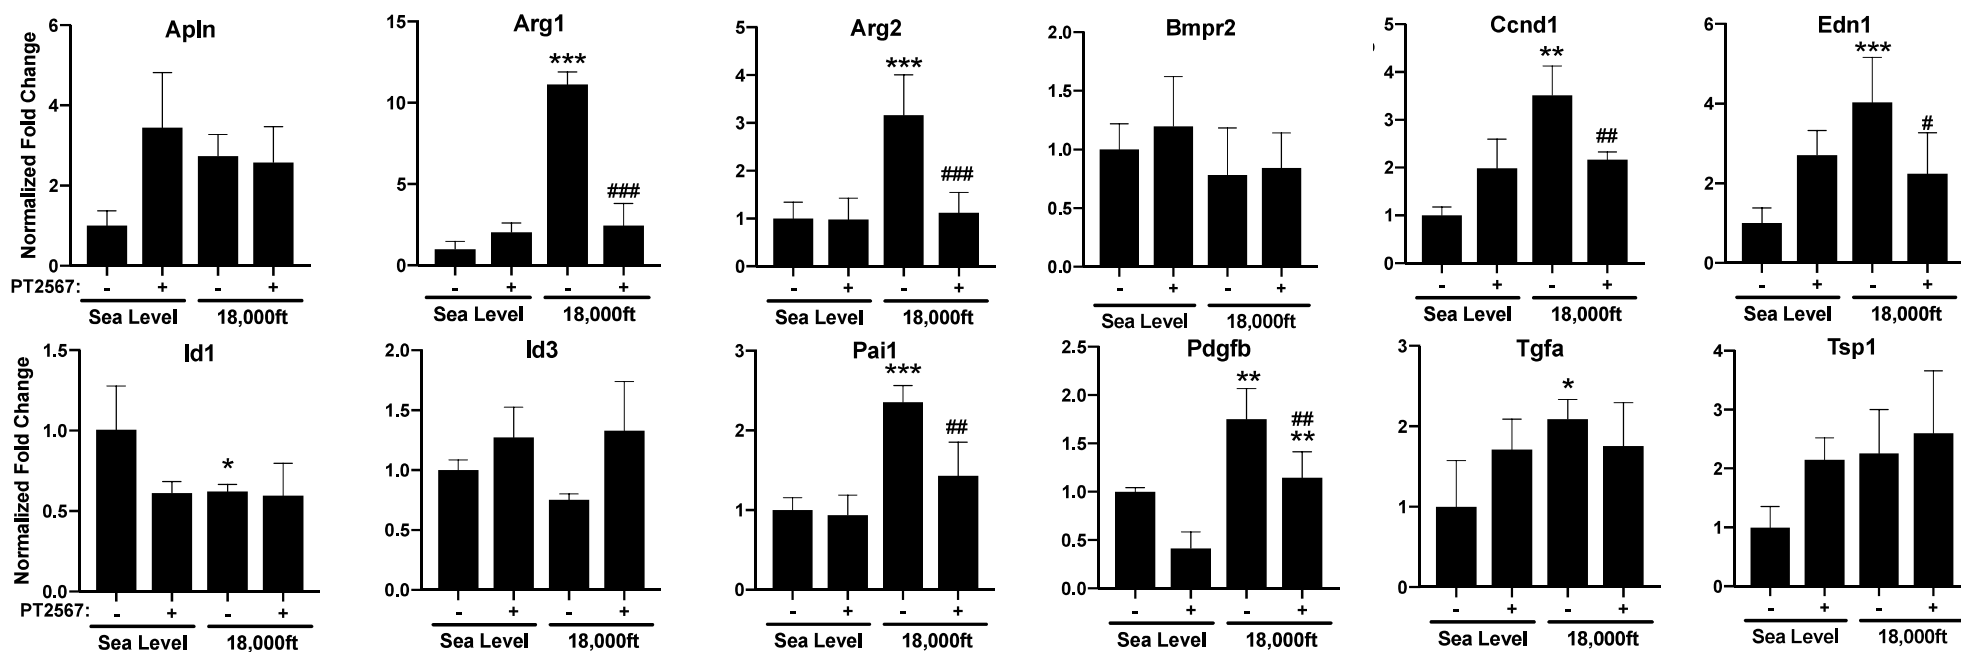 Apln
Arg1
Arg2
Bmpr2
Ccnd1
Edn1
Normalized Fold Change
6
4
2
0
15
10
5
0
***
###
5
4
3
2
1
0
***
###
2.0
1.5
1.0
0.5
0.0
5
4
3
2
1
0
**
##
6
4
2
0
***
#
PT2567: - + - +
- + - +
- + - +
- + - +
- + - +
- + - +
Sea Level 18,000ft
Sea Level 18,000ft
Sea Level 18,000ft
Sea Level 18,000ft
Sea Level 18,000ft
Sea Level 18,000ft
Id1
Id3
Pai1
Pdgfb
Tgfa
Tsp1
Normalized Fold Change
1.5
1.0
0.5
0.0
*
2.0
1.5
1.0
0.5
0.0
3
2
1
0
***
##
2.5
2.0
1.5
1.0
0.5
0.0
**
##
**
3
2
1
0
*
4
3
2
1
0
PT2567: - + - +
- + - +
- + - +
- + - +
- + - +
- + - +
Sea Level 18,000ft
Sea Level 18,000ft
Sea Level 18,000ft
Sea Level 18,000ft
Sea Level 18,000ft
Sea Level 18,000ft